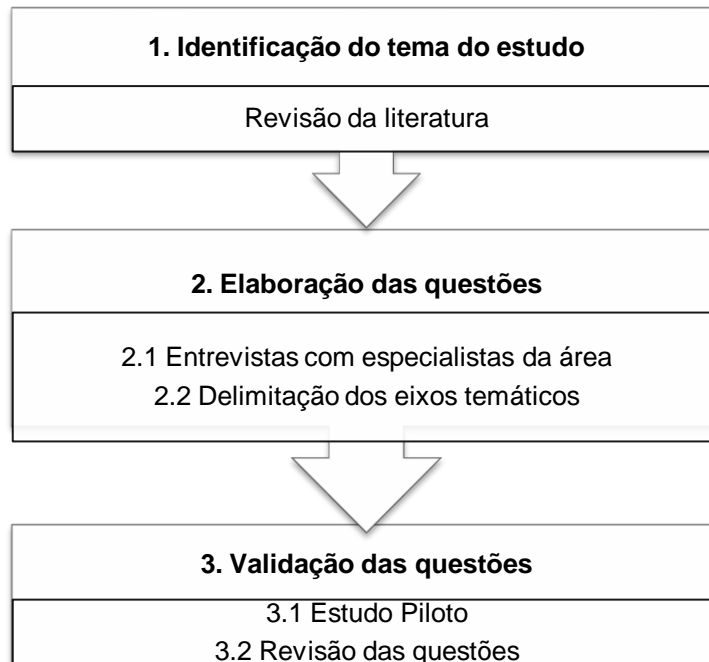 1. Identificação do tema do estudo
Revisão da literatura
2. Elaboração das questões
2.1 Entrevistas com especialistas da área
2.2 Delimitação dos eixos temáticos
3. Validação das questões
3.1 Estudo Piloto
3.2 Revisão das questões